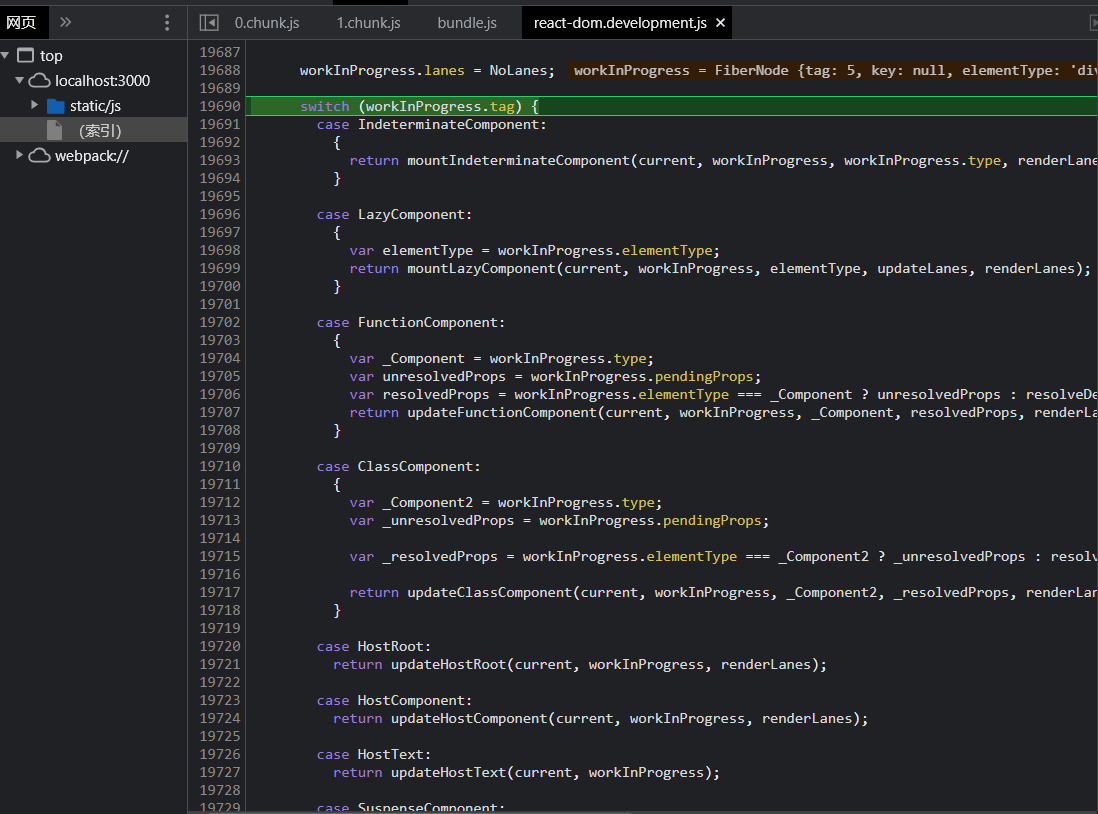 网页
top
localhost:3000
static/js
(索引)
webpack://
0.chunk.js 1.chunk.js bundle.js react-dom.development.js
19687
19688 workInProgress.lanes = NoLanes; workInProgress = FiberNode {tag: 5, key: null, elementType: 'div
19689
19690 switch (workInProgress.tag) {
19691 case IndeterminateComponent:
19692 {
19693 return mountIndeterminateComponent(current, workInProgress, workInProgress.type, renderLane
19694 }
19695
19696 case LazyComponent:
19697 {
19698 var elementType = workInProgress.elementType;
19699 return mountLazyComponent(current, workInProgress, elementType, updateLanes, renderLanes);
19700 }
19701
19702 case FunctionComponent:
19703 {
19704 var _Component = workInProgress.type;
19705 var unresolvedProps = workInProgress.pendingProps;
19706 var resolvedProps = workInProgress.elementType === _Component ? unresolvedProps : resolveDe
19707 return updateFunctionComponent(current, workInProgress, _Component, resolvedProps, renderLa
19708 }
19709
19710 case ClassComponent:
19711 {
19712 var _Component2 = workInProgress.type;
19713 var _unresolvedProps = workInProgress.pendingProps;
19714
19715 var _resolvedProps = workInProgress.elementType === _Component2 ? _unresolvedProps : resolv
19716
19717 return updateClassComponent(current, workInProgress, _Component2, _resolvedProps, renderLan
19718 }
19719
19720 case HostRoot:
19721 return updateHostRoot(current, workInProgress, renderLanes);
19722
19723 case HostComponent:
19724 return updateHostComponent(current, workInProgress, renderLanes);
19725
19726 case HostText:
19727 return updateHostText(current, workInProgress);
19728
19729 case SuspenseComponent: